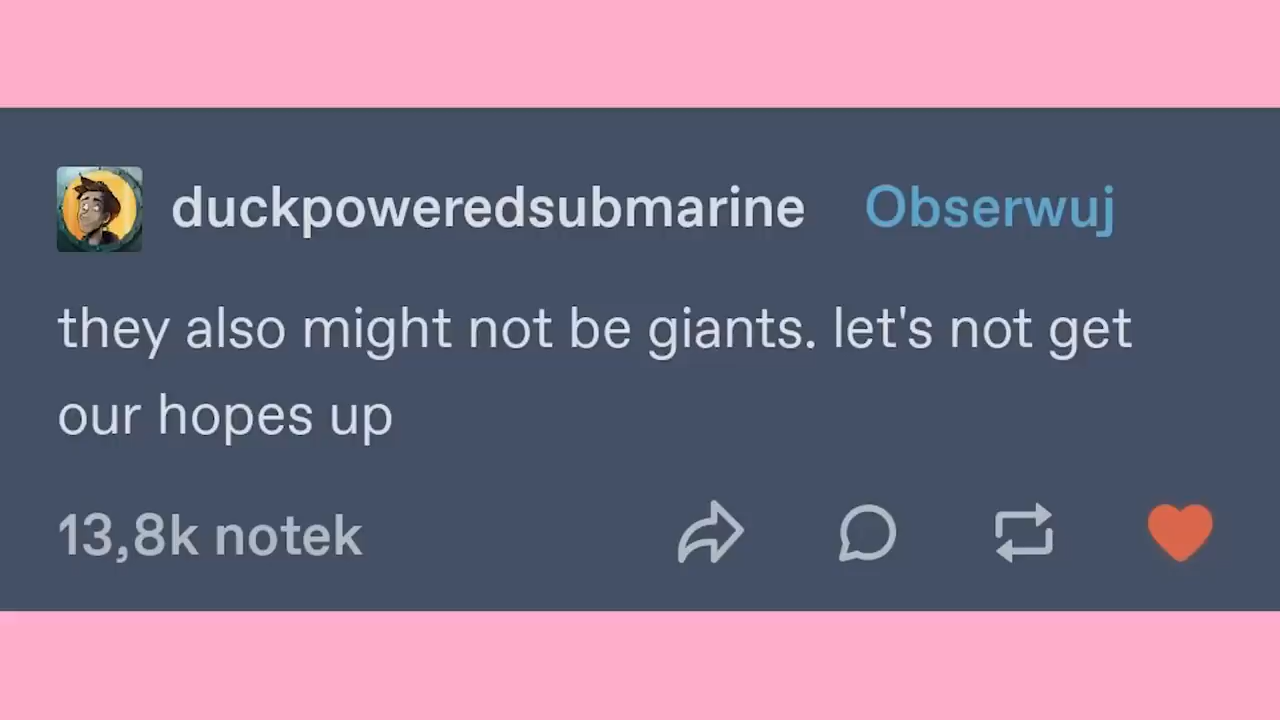 duckpoweredsubmarine Obserwuj
they also might not be giants. let's not get
our hopes up
13,8k notek